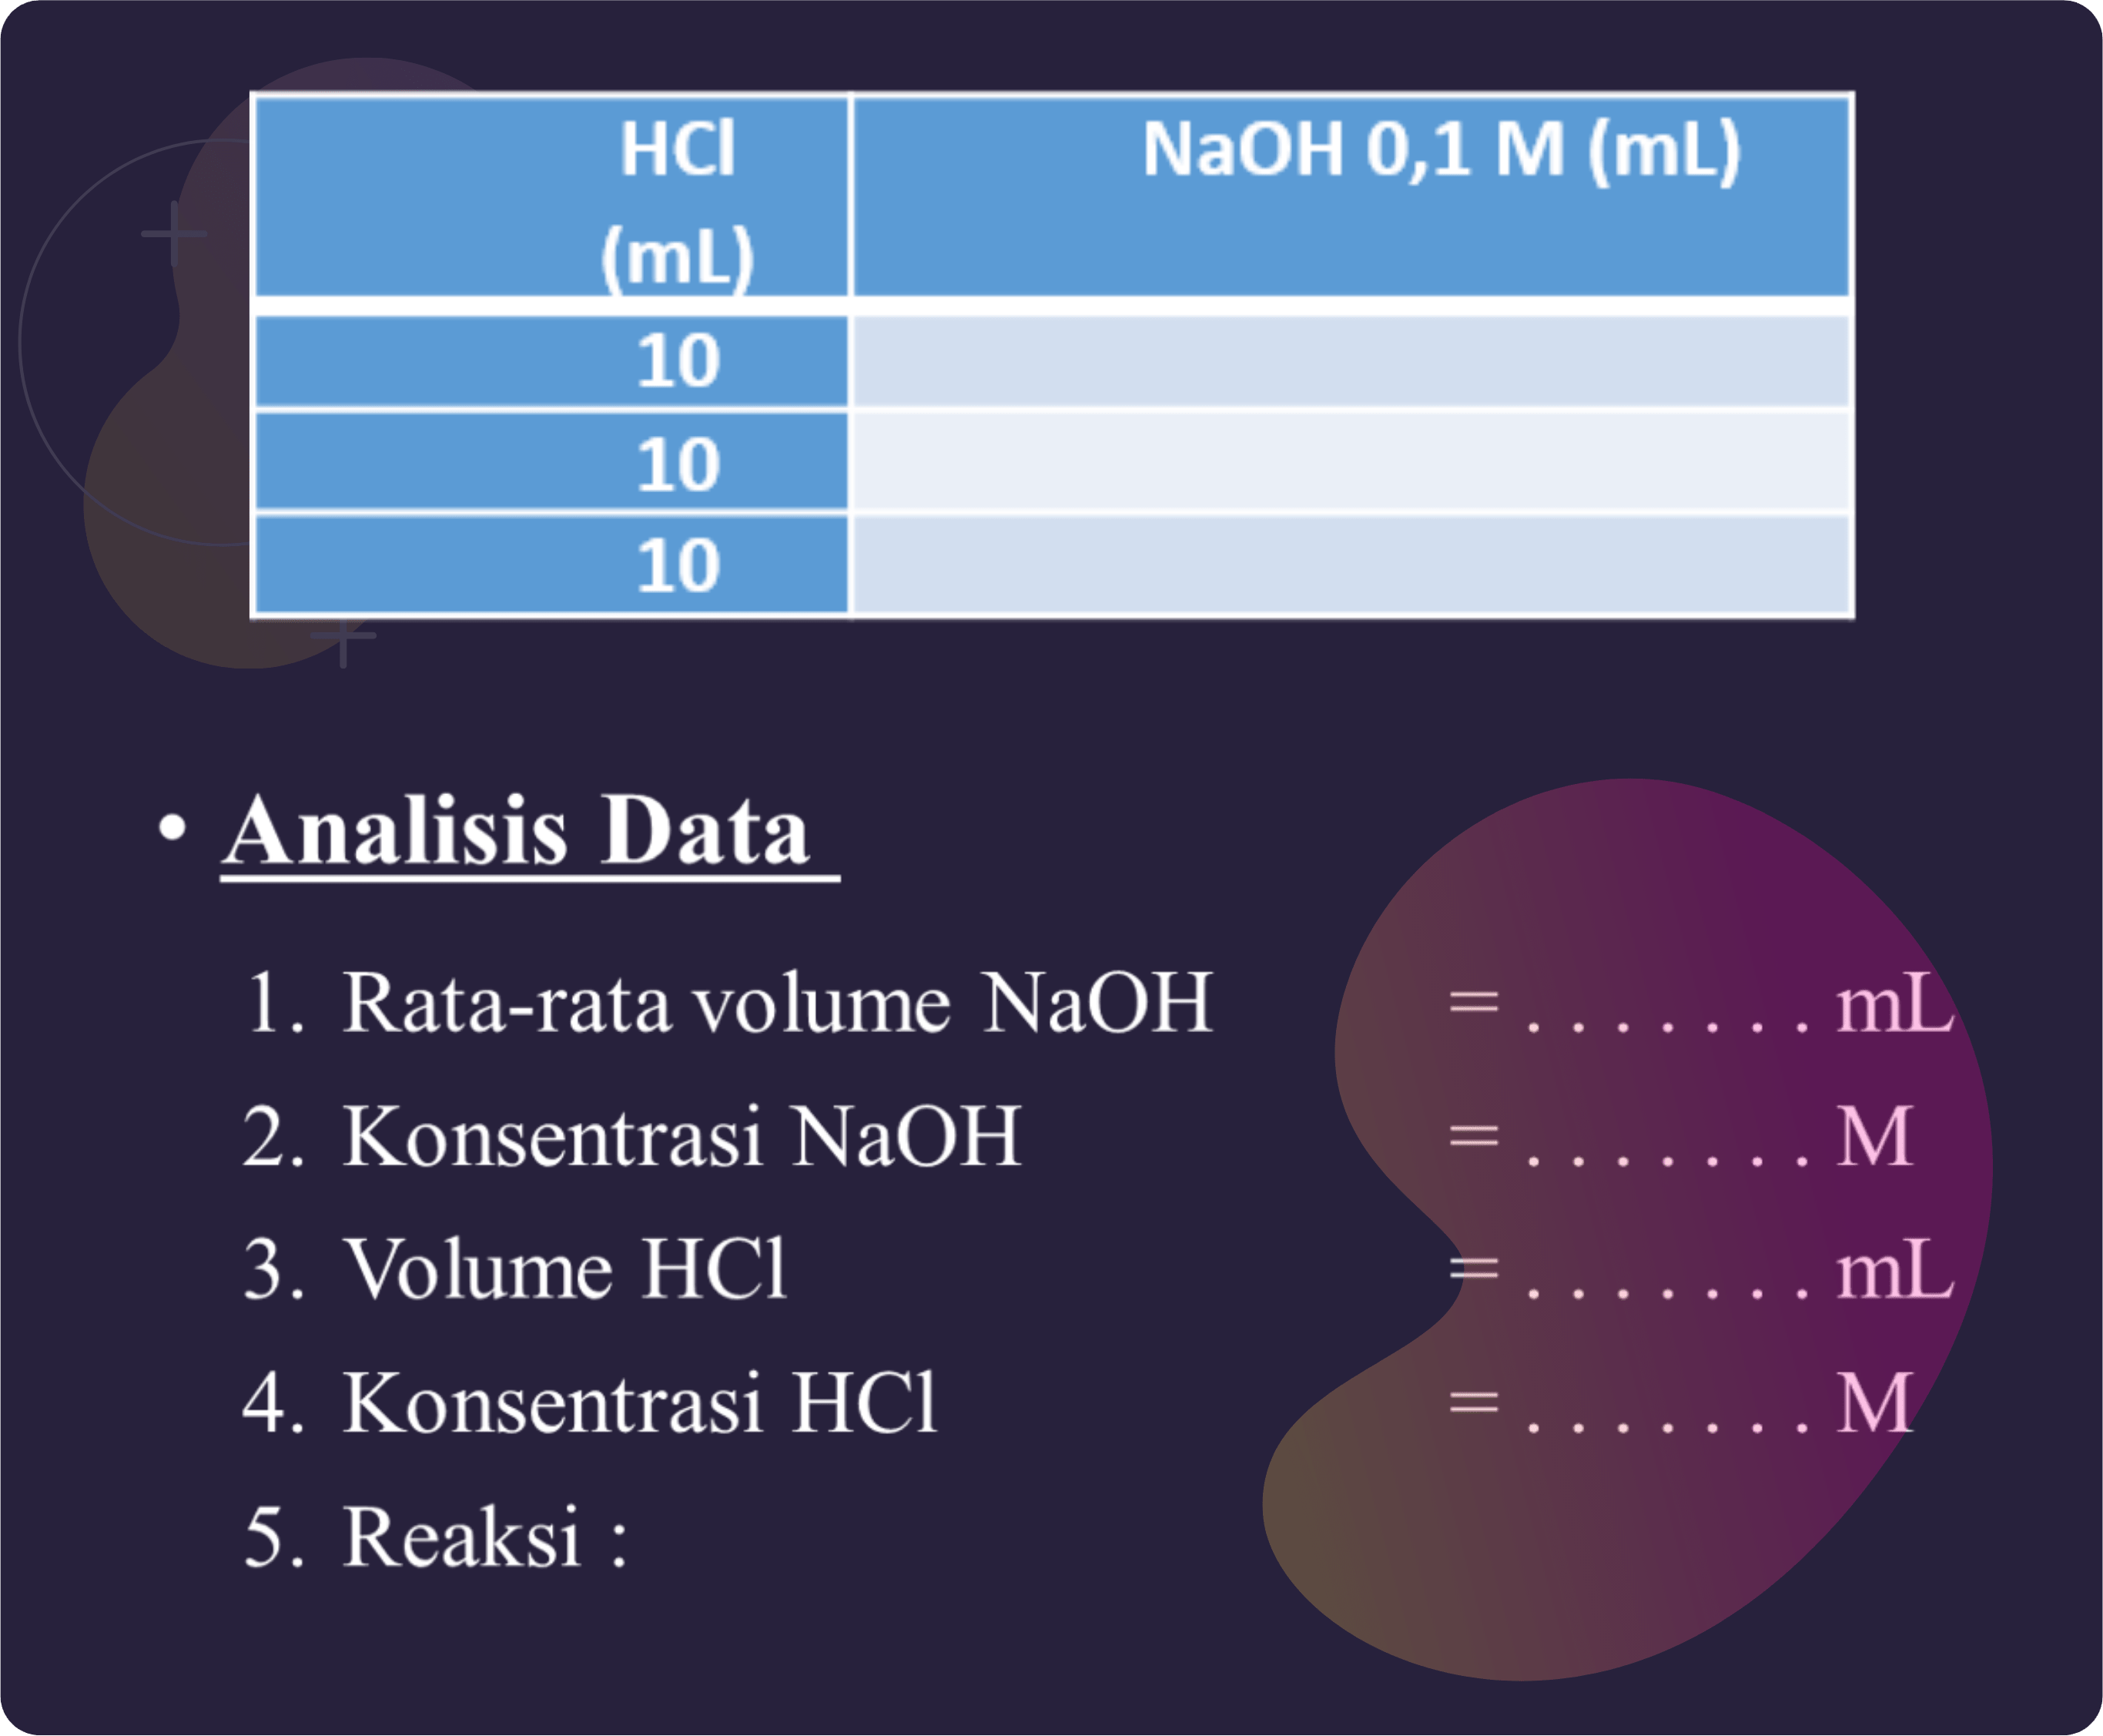 HCl
(mL)
NaOH 0,1 M (mL)
10
10
10
• Analisis Data
1. Rata-rata volume NaOH = . . . . . . . mL
2. Konsentrasi NaOH = . . . . . . . M
3. Volume HCl = . . . . . . . mL
4. Konsentrasi HCl = . . . . . . . M
5. Reaksi :